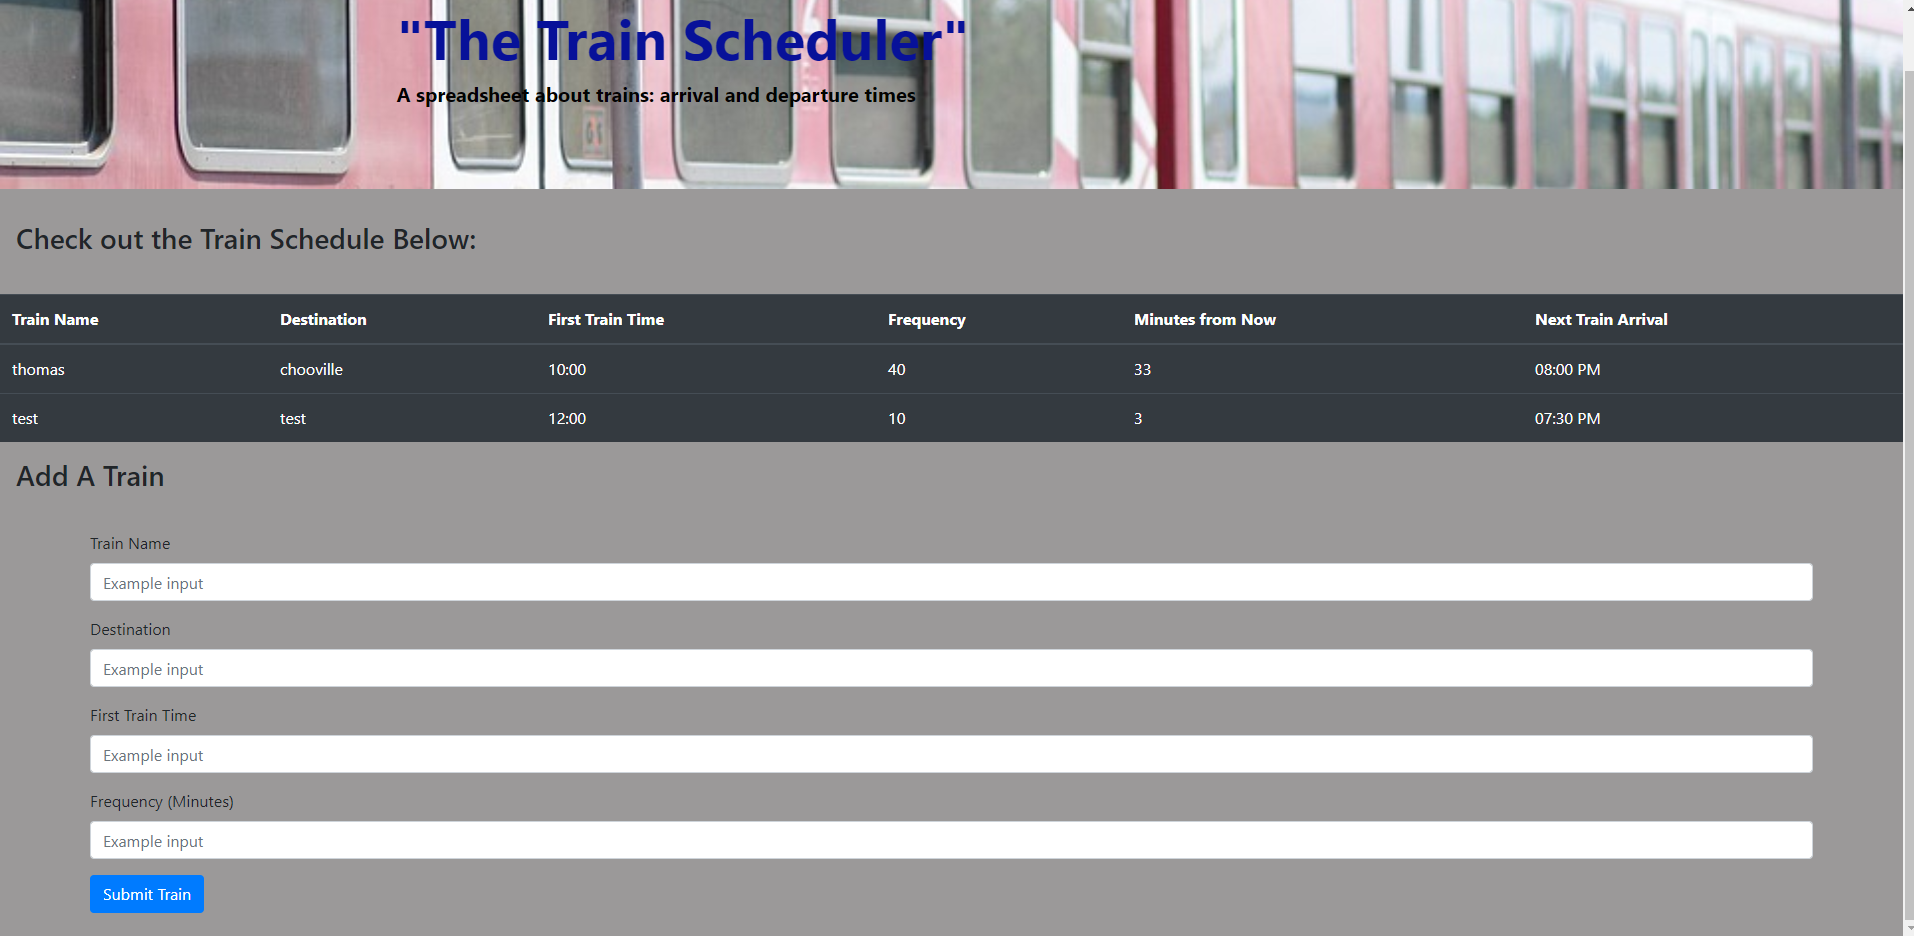 "The Train Scheduler"
A spreadsheet about trains: arrival and departure times
Check out the Train Schedule Below:
Train Name Destination First Train Time Frequency Minutes from Now Next Train Arrival
thomas chooville 10:00 40 33 08:00 PM
test test 12:00 10 3 07:30 PM
Add A Train
Train Name
Example input
Destination
Example input
First Train Time
Example input
Frequency (Minutes)
Example input
Submit Train